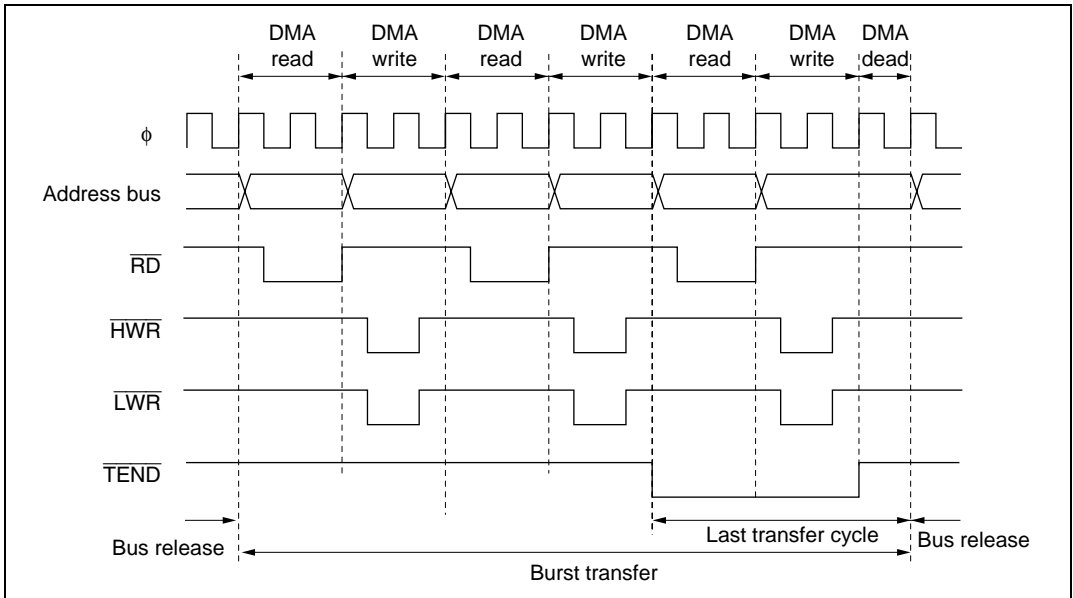 DMA read
DMA write
DMA read
DMA write
DMA read
DMA write
DMA dead
ϕ
Address bus
RD
HWR
LWR
TEND
Bus release
Last transfer cycle
Bus release
Burst transfer